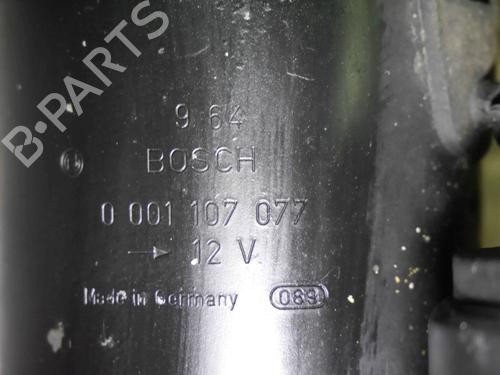 B-PARTS
9 64
BOSCH
0 001 107 077
→ 12 V
Made in Germany 083